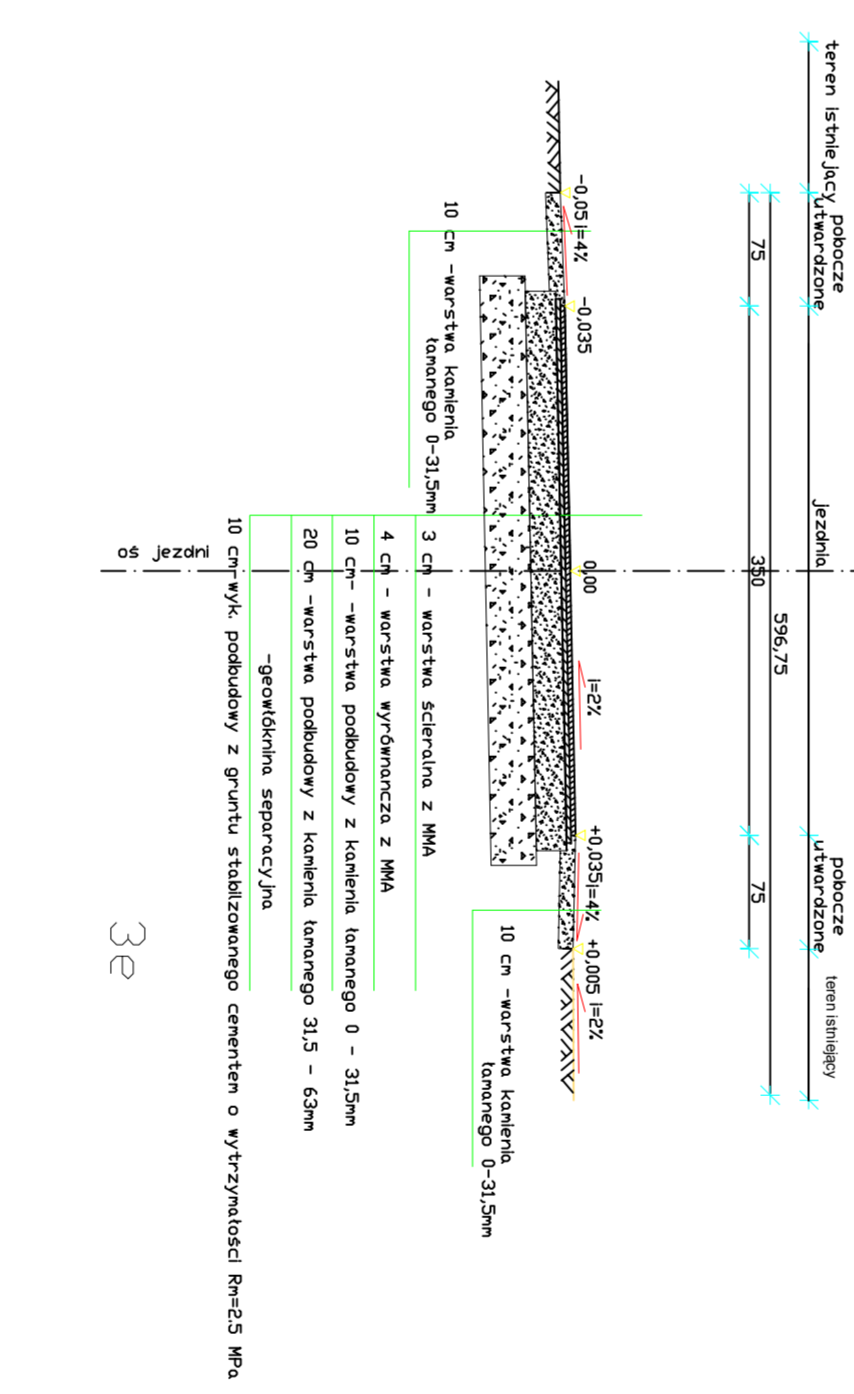 teren istniejący
pobocze
utwardzone
jezdnia
pobocze
utwardzone
teren istniejący
596,75
75
350
75
-0,05
i=4%
-0,035
0,00
i=2%
+0,035
i=4%
+0,005
i=2%
10 cm -warstwa kamienia
łamanego 0-31,5mm
10 cm -warstwa kamienia
łamanego 0-31,5mm
3 cm - warstwa ścieralna z MMA
4 cm - warstwa wyrównancza z MMA
10 cm- -warstwa podbudowy z kamienia łamanego 0 - 31,5mm
20 cm -warstwa podbudowy z kamienia łamanego 31,5 - 63mm
-geowłóknina separacyjna
10 cm-wyk. podbudowy z gruntu stabilzowanego cementem o wytrzymałości Rm=2.5 MPa
oś jezdni
3e